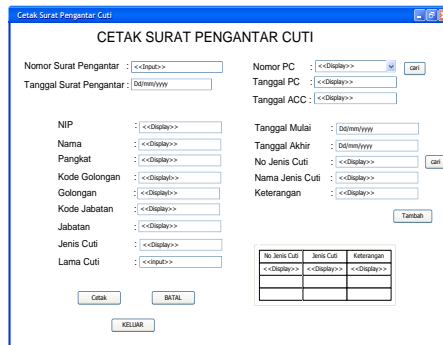 Cetak Surat Pengantar Cuti
CETAK SURAT PENGANTAR CUTI
Nomor Surat Pengantar : <<Input>>
Tanggal Surat Pengantar : Dd/mm/yyyy
Nomor PC : <<Display>> cari
Tanggal PC : <<Display>>
Tanggal ACC : <<Display>>
NIP : <<Display>>
Nama : <<Display>>
Pangkat : <<Display>>
Kode Golongan : <<Display>>
Golongan : <<Display>>
Kode Jabatan : <<Display>>
Jabatan : <<Display>>
Jenis Cuti : <<Display>>
Lama Cuti : <<input>>
Tanggal Mulai : Dd/mm/yyyy
Tanggal Akhir : Dd/mm/yyyy
No Jenis Cuti : <<Display>> cari
Nama Jenis Cuti : <<Display>>
Keterangan : <<Display>>
Tambah
No Jenis Cuti Jenis Cuti Keterangan
<<Display>> <<Display>> <<Display>>
Cetak BATAL
KELUAR